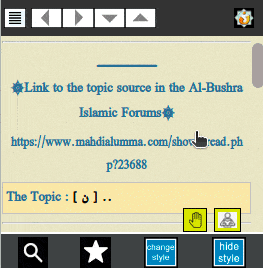 ۞Link to the topic source in the Al-Bushra
Islamic Forums۞
https://www.mahdialumma.com/showthread.ph
p?23688
The Topic : [ ن ] ..
change
style
hide
style